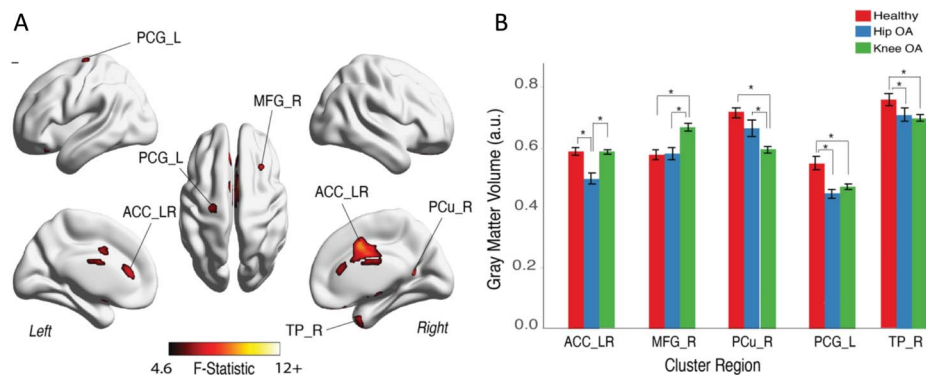 A
PCG_L
MFG_R
PCG_L
ACC_LR
ACC_LR
PCu_R
TP_R
Left
Right
4.6
F-Statistic
12+
B
Healthy
Hip OA
Knee OA
Gray Matter Volume (a.u.)
0.8
0.6
0.4
0.2
0.0
* * * * * * * * * *
ACC_LR
MFG_R
PCu_R
PCG_L
TP_R
Cluster Region